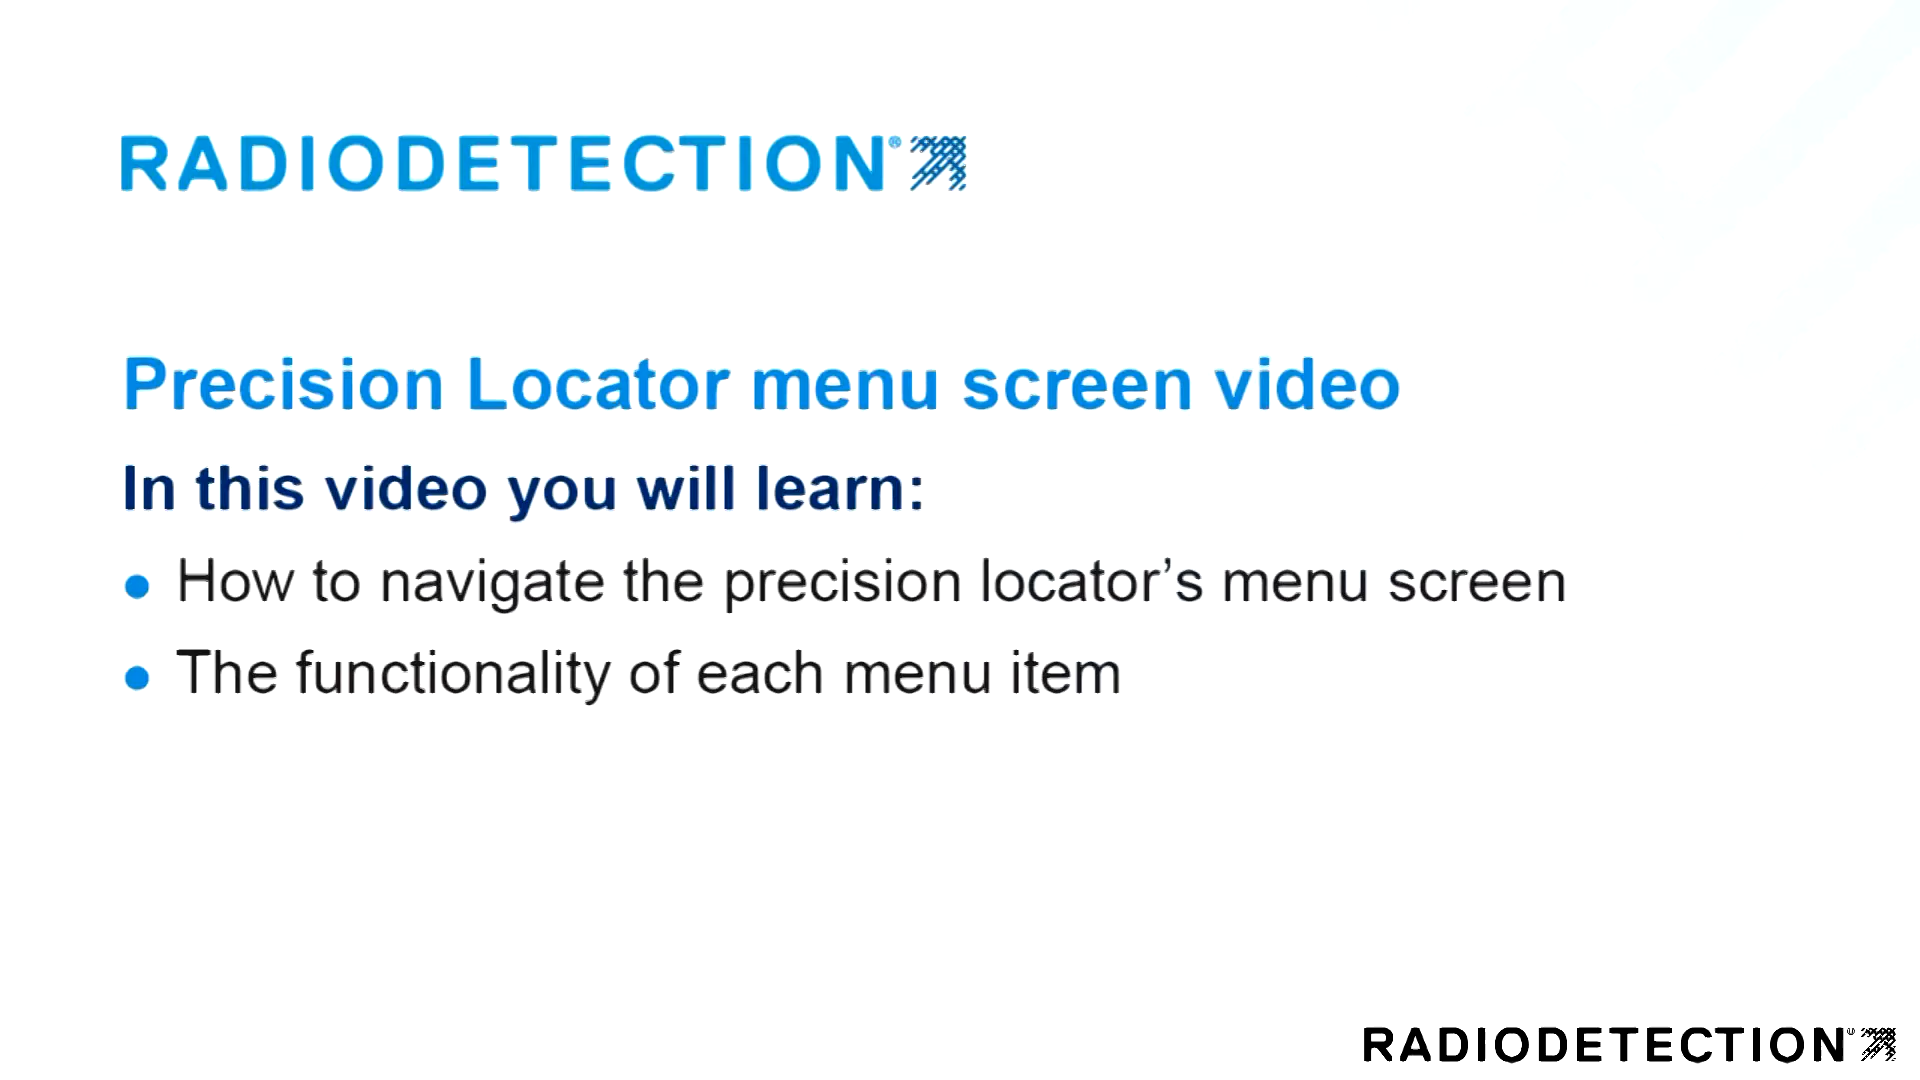 RADIODETECTION®
Precision Locator menu screen video
In this video you will learn:
• How to navigate the precision locator’s menu screen
• The functionality of each menu item
RADIODETECTION®